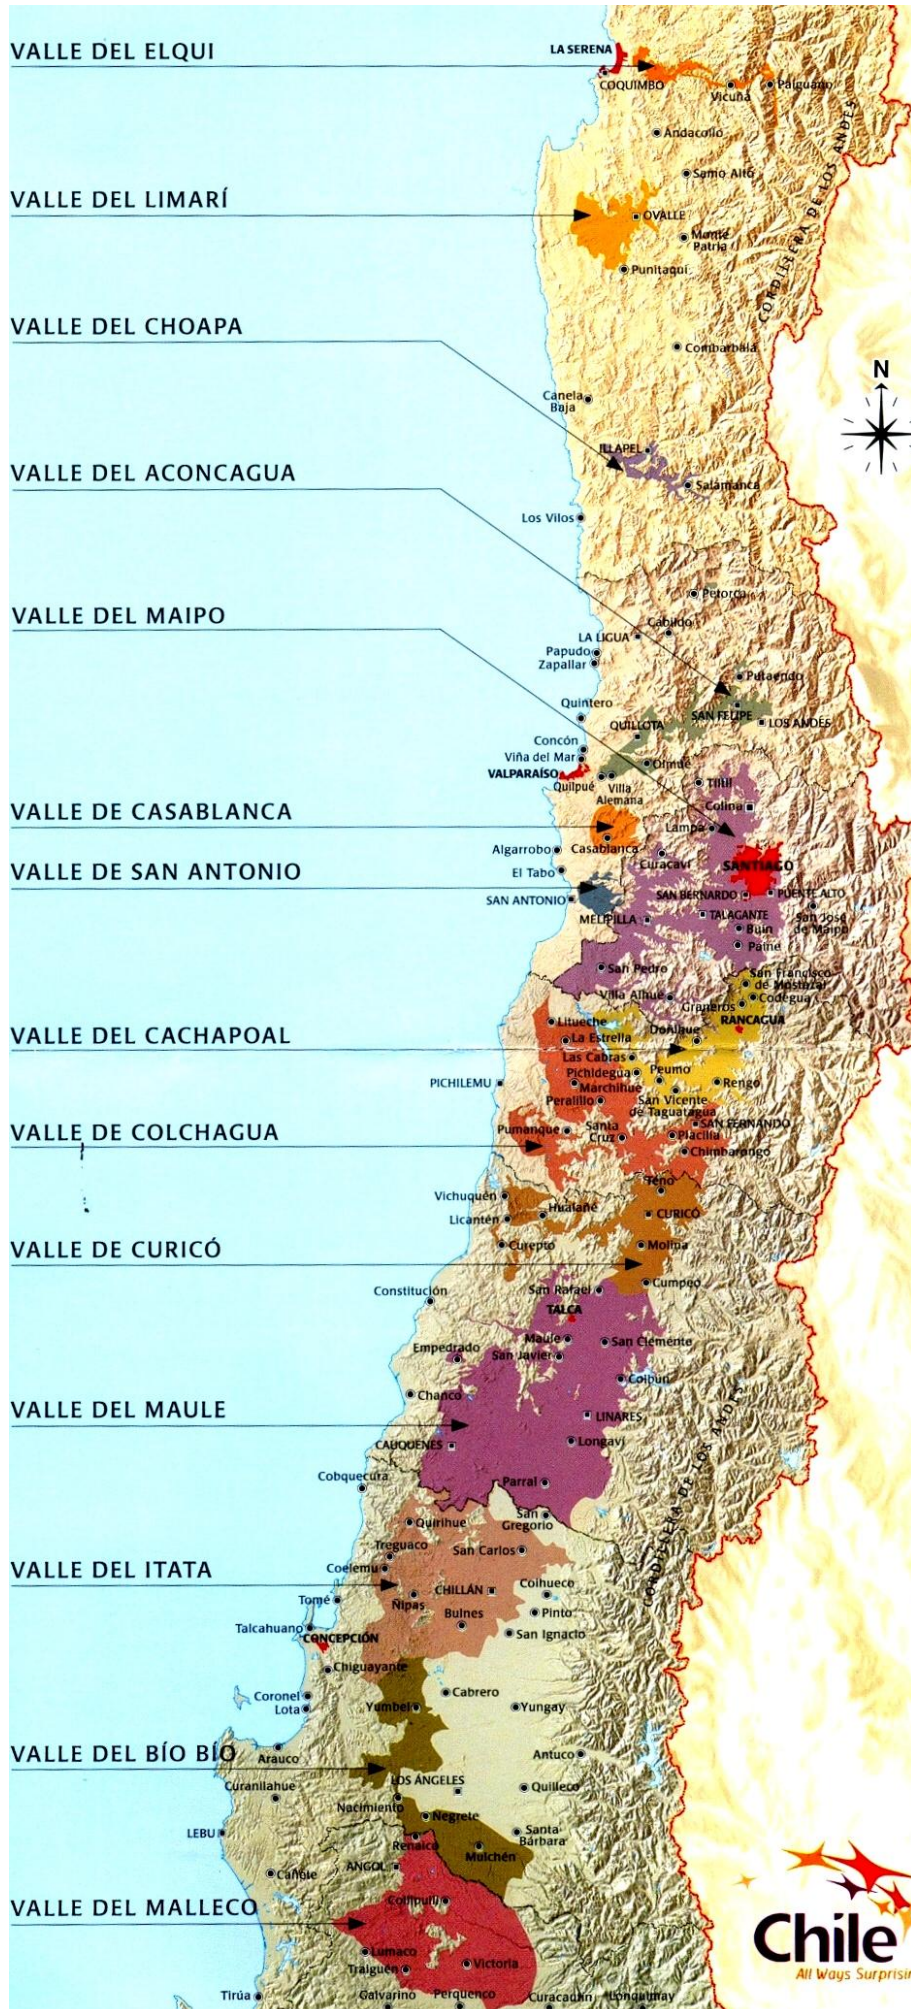 VALLE DEL ELQUI
LA SERENA
COQUIMBO
Vicuña
Paiguano
Andacollo
Samo Alto
CORDILLERA DE LOS ANDES
VALLE DEL LIMARÍ
OVALLE
Monte
Patria
Punitaqui
VALLE DEL CHOAPA
Combarbalá
N
Canela
Baja
ILLAPEL
VALLE DEL ACONCAGUA
Salamanca
Los Vilos
Petorca
VALLE DEL MAIPO
Cabildo
LA LIGUA
Papudo
Zapallar
Putaendo
Quintero
SAN FELIPE
QUILLOTA
LOS ANDES
Concón
Viña del Mar
Olmué
VALPARAÍSO
Quilpué
Villa
Alemana
Tiltil
Colina
VALLE DE CASABLANCA
Lampa
Casablanca
Algarrobo
Curacaví
SANTIAGO
VALLE DE SAN ANTONIO
El Tabo
SAN ANTONIO
SAN BERNARDO
PUENTE ALTO
MELIPILLA
TALAGANTE
San José
de Maipo
Buin
Paine
San Pedro
San Francisco
de Mostazal
Villa Alhué
Codegua
Graneros
RANCAGUA
Litueche
VALLE DEL CACHAPOAL
La Estrella
Doñihue
Las Cabras
Pichidegua
Peumo
PICHILEMU
Marchihue
Rengo
Peralillo
San Vicente
de Taguatagua
VALLE DE COLCHAGUA
Pumanque
Santa
Cruz
SAN FERNANDO
Placilla
Chimbarongo
Teno
Vichuquén
Licantén
Hualañé
CURICÓ
VALLE DE CURICÓ
Curepto
Molina
Cumpeo
Constitución
San Rafael
TALCA
Maule
San Clemente
Empedrado
San Javier
Colbún
Chanco
VALLE DEL MAULE
LINARES
CAUQUENES
Longaví
CORDILLERA DE LOS ANDES
Cobquecura
Parral
San
Gregorio
Quirihue
Treguaco
San Carlos
VALLE DEL ITATA
Coelemu
CHILLÁN
Coihueco
Tomé
Ñipas
Pinto
Talcahuano
Bulnes
San Ignacio
CONCEPCIÓN
Chiguayante
Coronel
Lota
Cabrero
Yumbel
Yungay
VALLE DEL BÍO BÍO
Arauco
Antuco
Curanilahue
LOS ÁNGELES
Quilleco
Nacimiento
Negrete
LEBU
Santa
Bárbara
Renaico
Mulchén
ANGOL
Cañete
VALLE DEL MALLECO
Collipulli
Lumaco
Traiguén
Victoria
Chile
All Ways Surprisin
Tirúa
Galvarino
Perquenco
Curacautín
Lonquimay